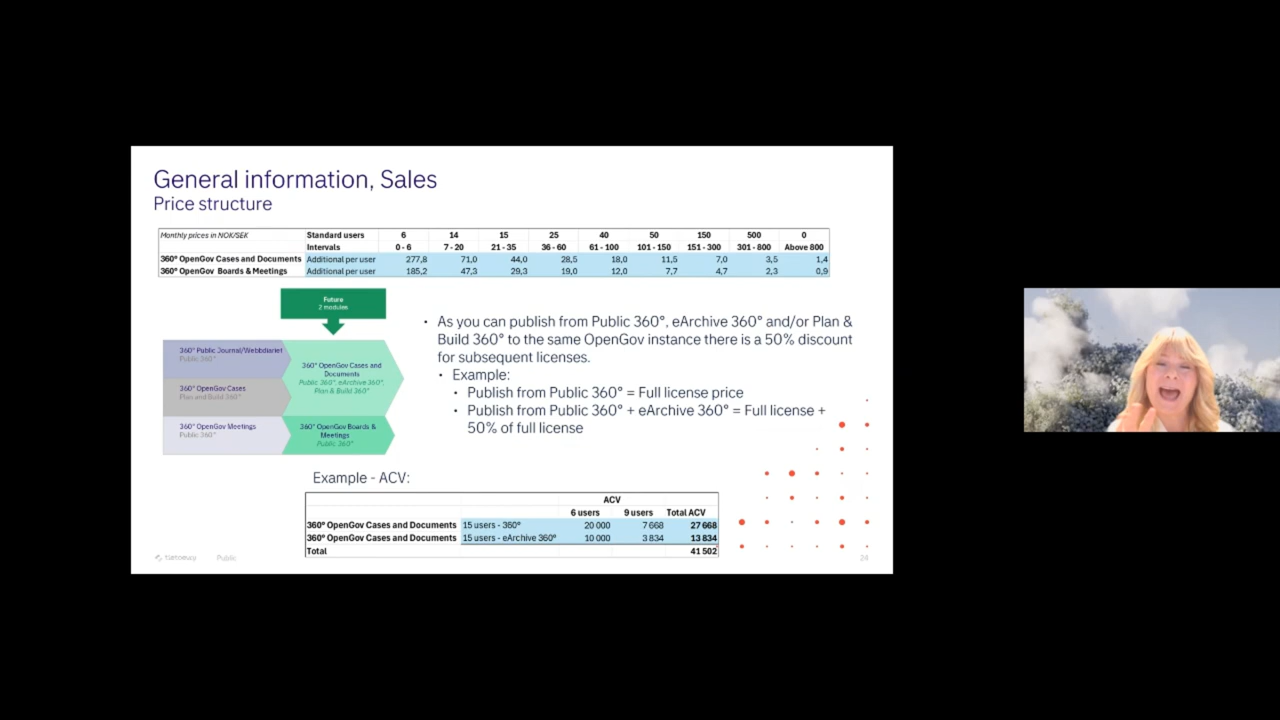 General information, Sales
Price structure
Monthly prices in NOK/SEK Standard users 6 14 15 25 40 50 150 500 0
Intervals 0 - 6 7 - 20 21 - 35 36 - 60 61 - 100 101 - 150 151 - 300 301 - 800 Above 800
360° OpenGov Cases and Documents Additional per user 277,8 71,0 44,0 28,5 18,0 11,5 7,0 3,5 1,4
360° OpenGov Boards & Meetings Additional per user 185,2 47,3 29,3 19,0 12,0 7,7 4,7 2,3 0,9
Future
2 modules
360° Public Journal/Webbdiariet
Public 360°
360° OpenGov Cases
Plan and Build 360°
360° OpenGov Meetings
Public 360°
360° OpenGov Cases and
Documents
Public 360°, eArchive 360°,
Plan & Build 360°
360° OpenGov Boards &
Meetings
Public 360°
• As you can publish from Public 360°, eArchive 360° and/or Plan &
Build 360° to the same OpenGov instance there is a 50% discount
for subsequent licenses.
• Example:
• Publish from Public 360° = Full license price
• Publish from Public 360° + eArchive 360° = Full license +
50% of full license
Example - ACV:
ACV
6 users 9 users Total ACV
360° OpenGov Cases and Documents 15 users - 360° 20 000 7 668 27 668
360° OpenGov Cases and Documents 15 users - eArchive 360° 10 000 3 834 13 834
Total 41 502
tietoevry Public 24